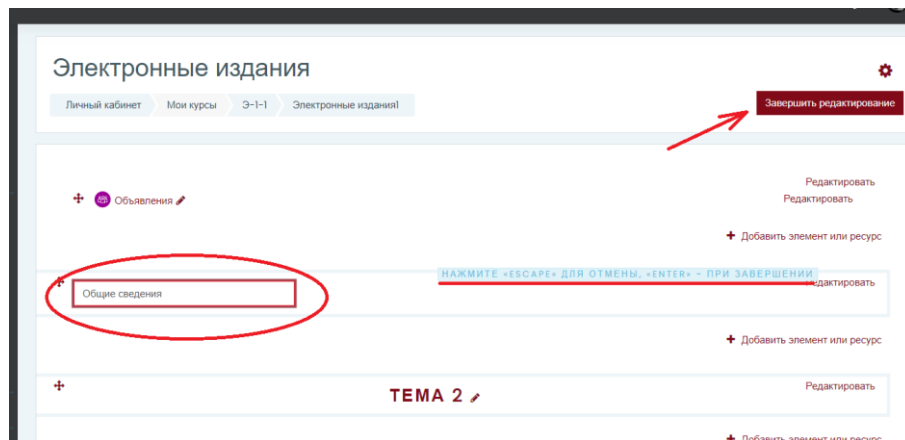 Электронные издания
Личный кабинет Мои курсы Э-1-1 Электронные издания1
Завершить редактирование
Редактировать
Объявления
Редактировать
Добавить элемент или ресурс
НАЖМИТЕ «ESCAPE» ДЛЯ ОТМЕНЫ, «ENTER» - ПРИ ЗАВЕРШЕНИИ
Редактировать
Общие сведения
Добавить элемент или ресурс
Редактировать
ТЕМА 2
Добавить элемент или ресурс